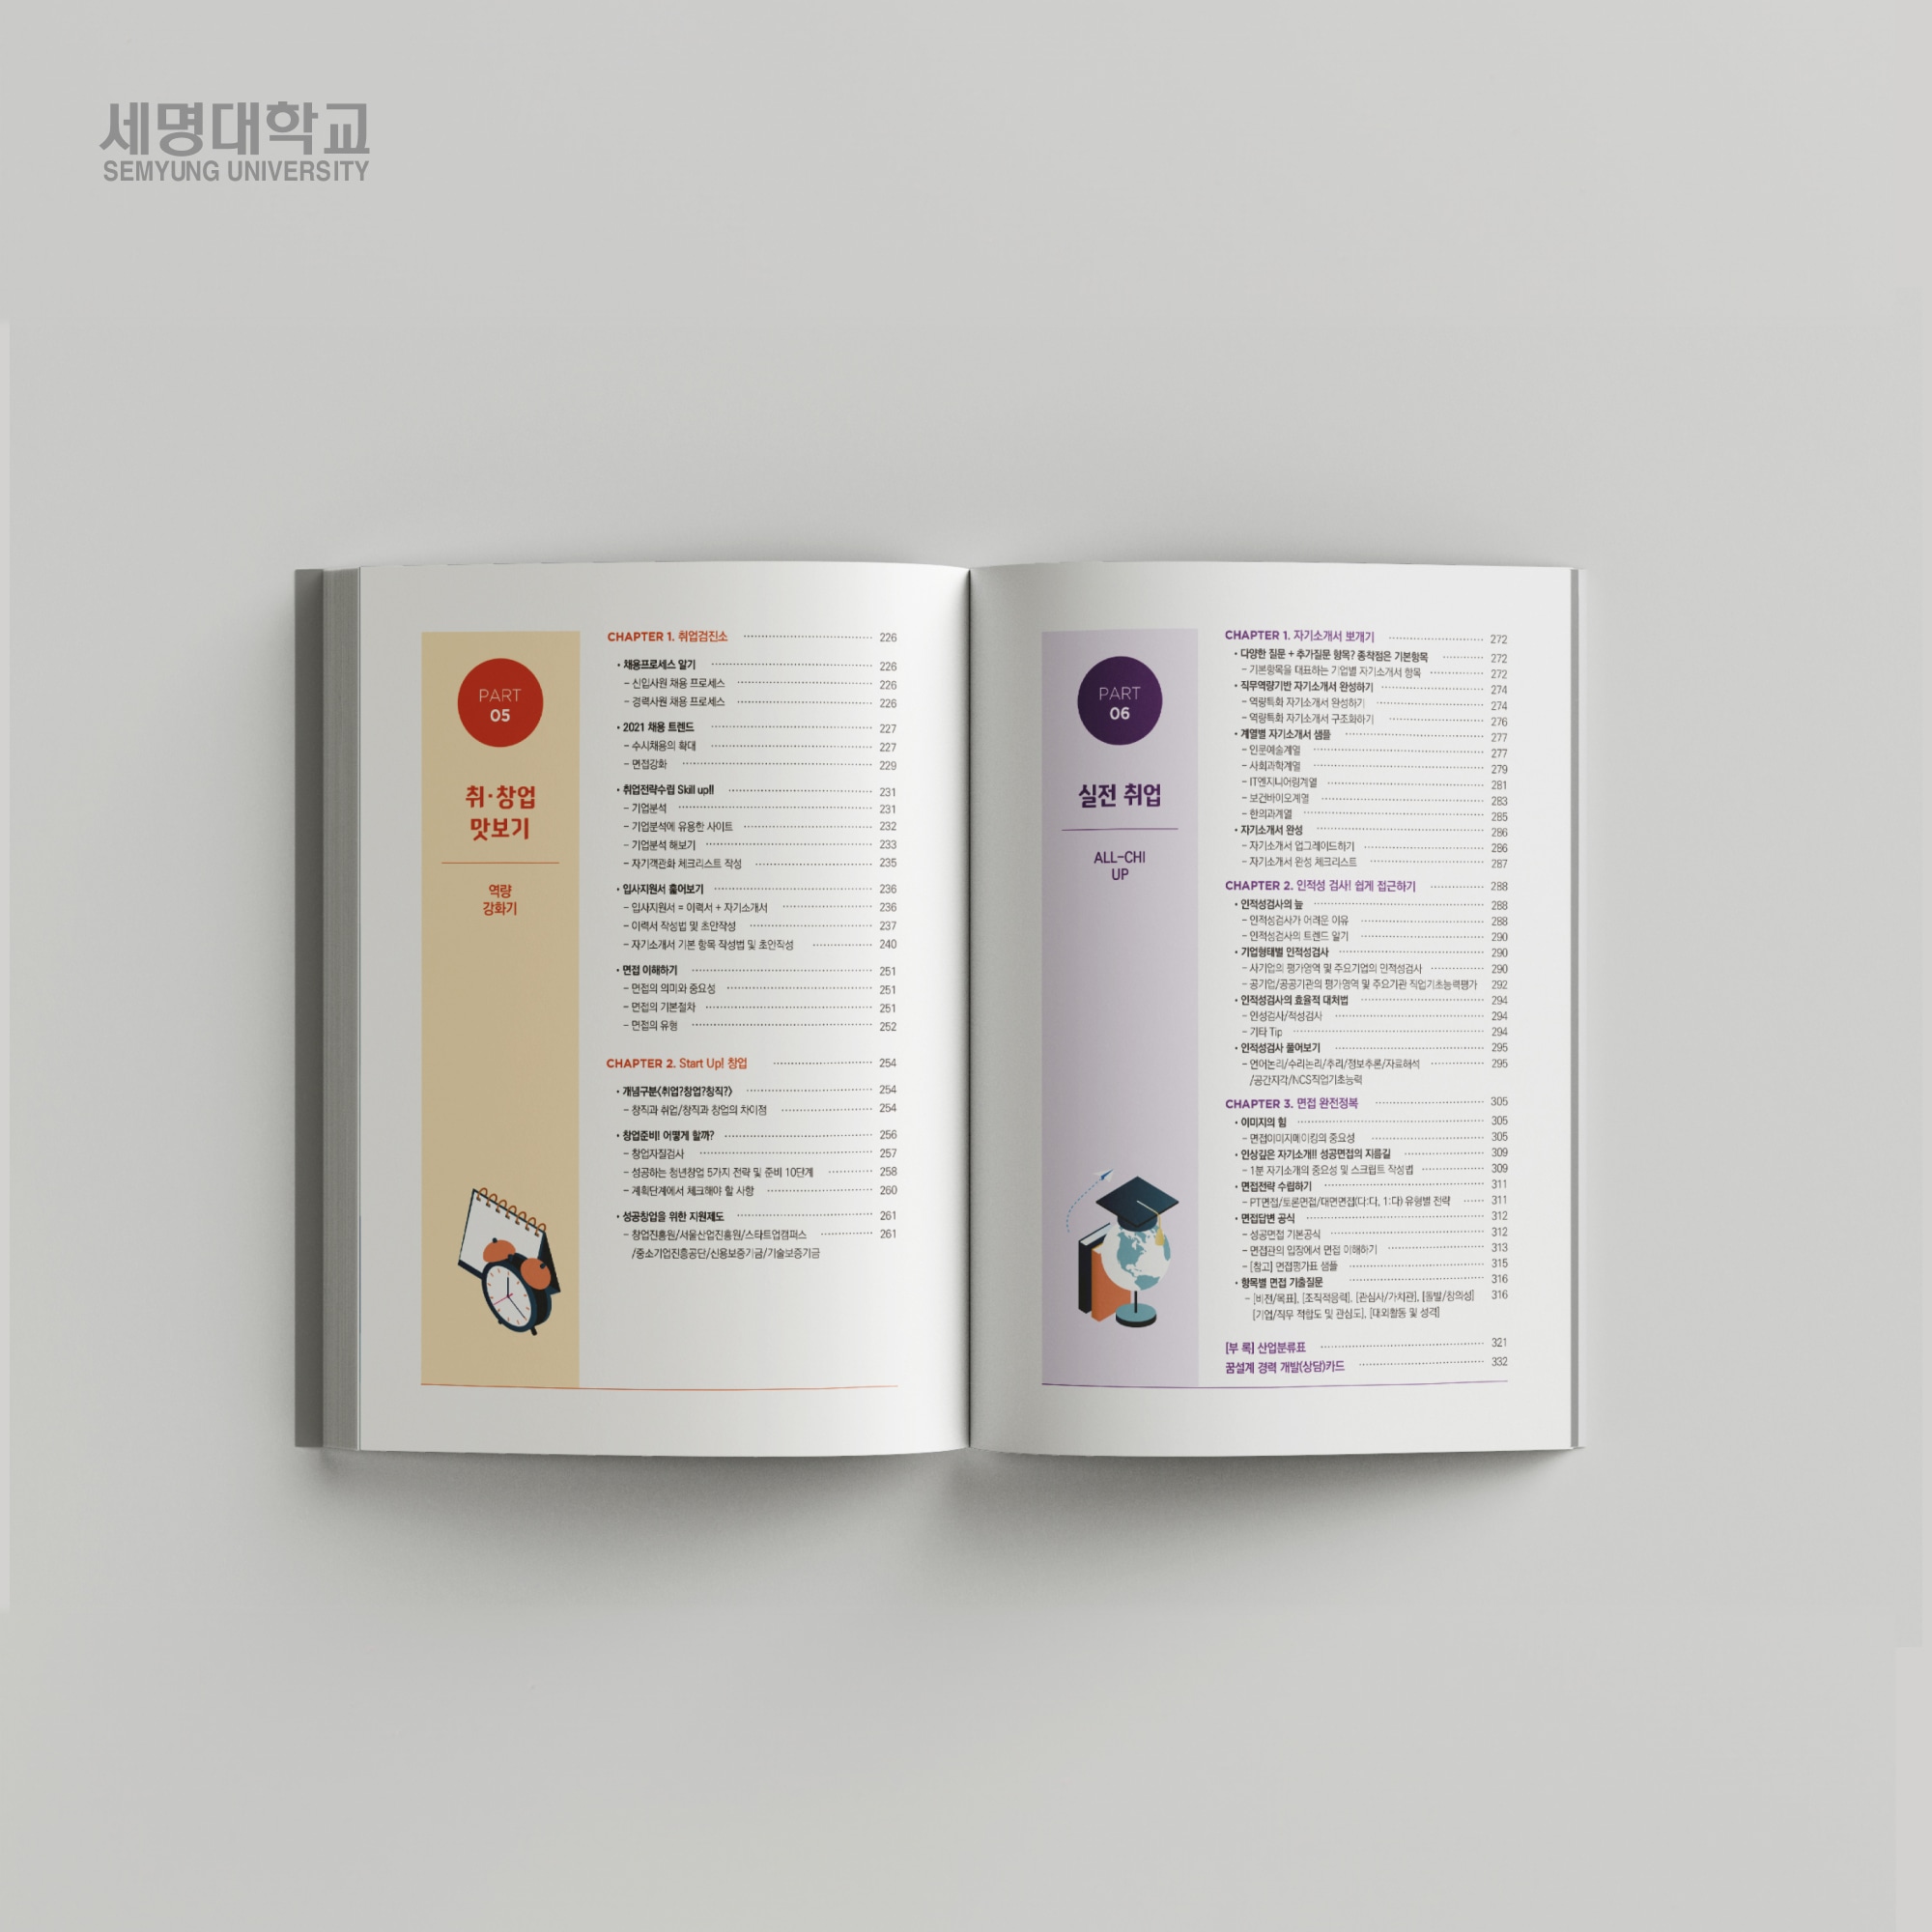 세명대학교
SEMYUNG UNIVERSITY
PART
05
취·창업
맛보기
역량
강화기
CHAPTER 1. 취업검진소 226
• 채용프로세스 알기 226
– 신입사원 채용 프로세스 226
– 경력사원 채용 프로세스 226
• 2021 채용 트렌드 227
– 수시채용의 확대 227
– 면접강화 229
• 취업전략수립 Skill up!! 231
– 기업분석 231
– 기업분석에 유용한 사이트 232
– 기업분석 해보기 233
– 자기객관화 체크리스트 작성 235
• 입사지원서 훑어보기 236
– 입사지원서 = 이력서 + 자기소개서 236
– 이력서 작성법 및 초안작성 237
– 자기소개서 기본 항목 작성법 및 초안작성 240
• 면접 이해하기 251
– 면접의 의미와 중요성 251
– 면접의 기본절차 251
– 면접의 유형 252
CHAPTER 2. Start Up! 창업 254
• 개념구분(취업?창업?창직?) 254
– 창직과 취업/창직과 창업의 차이점 254
• 창업준비! 어떻게 할까? 256
– 창업자질검사 257
– 성공하는 청년창업 5가지 전략 및 준비 10단계 258
– 계획단계에서 체크해야 할 사항 260
• 성공창업을 위한 지원제도 261
– 창업진흥원/서울산업진흥원/스타트업캠퍼스 261
/중소기업진흥공단/신용보증기금/기술보증기금
PART
06
실전 취업
ALL-CHI
UP
CHAPTER 1. 자기소개서 뽀개기 272
• 다양한 질문 + 추가질문 항목? 종착점은 기본항목 272
– 기본항목을 대표하는 기업별 자기소개서 항목 272
• 직무역량기반 자기소개서 완성하기 274
– 역량특화 자기소개서 완성하기 274
– 역량특화 자기소개서 구조화하기 276
• 계열별 자기소개서 샘플 277
– 인문예술계열 277
– 사회과학계열 279
– IT엔지니어링계열 281
– 보건바이오계열 283
– 한의과계열 285
• 자기소개서 완성 286
– 자기소개서 업그레이드하기 286
– 자기소개서 완성 체크리스트 287
CHAPTER 2. 인적성 검사! 쉽게 접근하기 288
• 인적성검사의 늪 288
– 인적성검사가 어려운 이유 288
– 인적성검사의 트렌드 알기 290
• 기업형태별 인적성검사 290
– 사기업의 평가영역 및 주요기업의 인적성검사 290
– 공기업/공공기관의 평가영역 및 주요기관 직업기초능력평가 292
• 인적성검사의 효율적 대처법 294
– 인성검사/적성검사 294
– 기타 Tip 294
• 인적성검사 풀어보기 295
– 언어논리/수리논리/추리/정보추론/자료해석 295
/공간지각/NCS직업기초능력
CHAPTER 3. 면접 완전정복 305
• 이미지의 힘 305
– 면접이미지메이킹의 중요성 305
• 인상깊은 자기소개!! 성공면접의 지름길 309
– 1분 자기소개의 중요성 및 스크립트 작성법 309
• 면접전략 수립하기 311
– PT면접/토론면접/대면면접(다:다, 1:다) 유형별 전략 311
• 면접답변 공식 312
– 성공면접 기본공식 312
– 면접관의 입장에서 면접 이해하기 313
– [참고] 면접평가표 샘플 315
• 항목별 면접 기출질문 316
– [비전/목표], [조직적응력], [관심사/가치관], [돌발/창의성] 316
[기업/직무 적합도 및 관심도], [대외활동 및 성격]
[부 록] 산업분류표 321
꿈설계 경력 개발(상담)카드 332